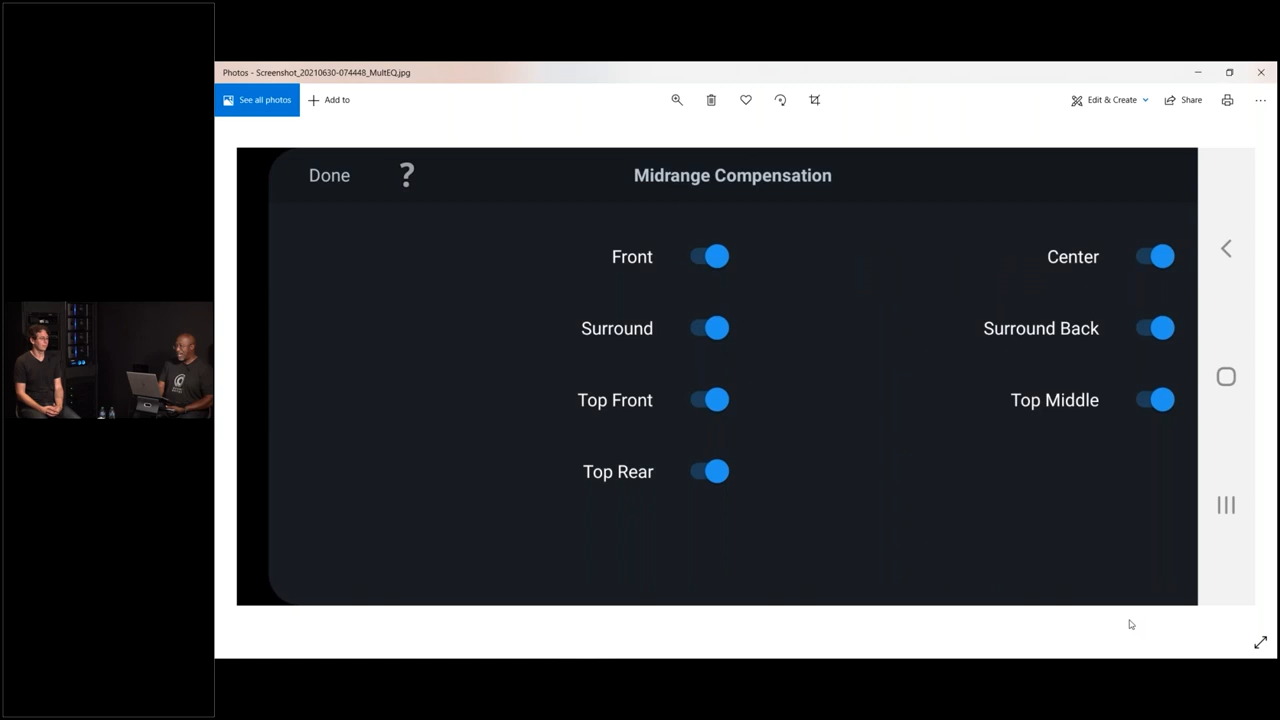 Photos - Screenshot_20210630-074448_MultEQ.jpg
See all photos
Add to
Edit & Create
Share
Done
?
Midrange Compensation
Front
Center
Surround
Surround Back
Top Front
Top Middle
Top Rear